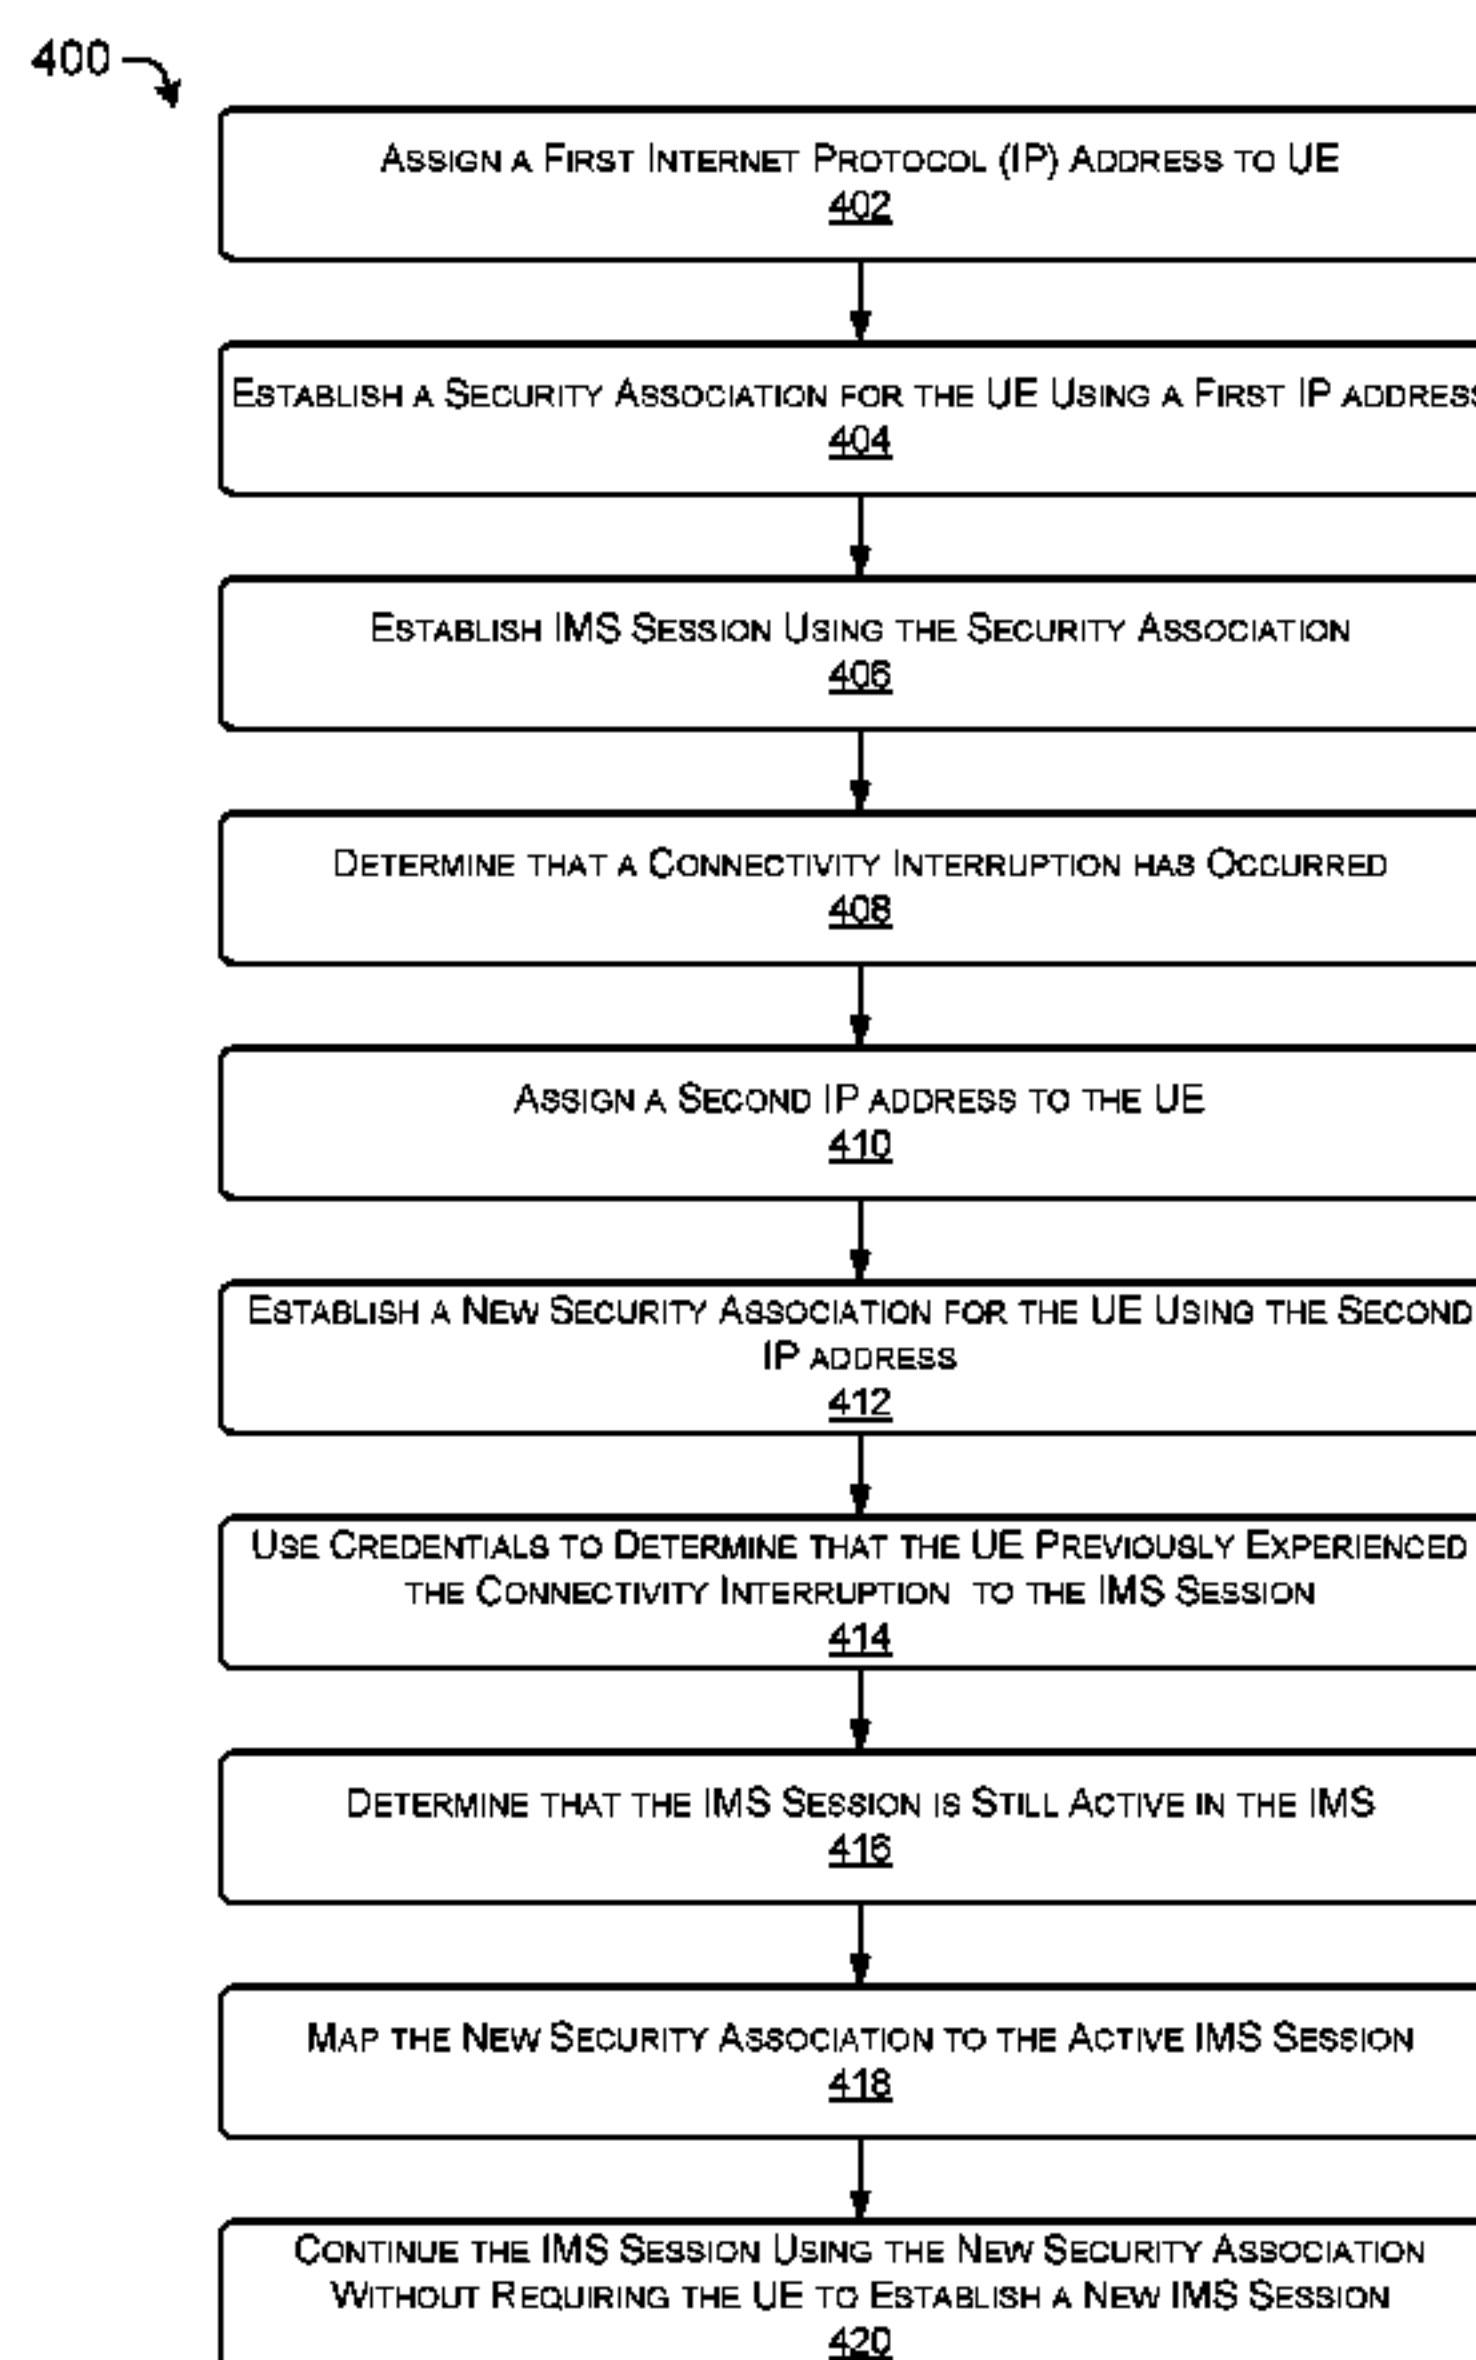 400
ASSIGN A FIRST INTERNET PROTOCOL (IP) ADDRESS TO UE
402
ESTABLISH A SECURITY ASSOCIATION FOR THE UE USING A FIRST IP ADDRESS
404
ESTABLISH IMS SESSION USING THE SECURITY ASSOCIATION
406
DETERMINE THAT A CONNECTIVITY INTERRUPTION HAS OCCURRED
408
ASSIGN A SECOND IP ADDRESS TO THE UE
410
ESTABLISH A NEW SECURITY ASSOCIATION FOR THE UE USING THE SECOND
IP ADDRESS
412
USE CREDENTIALS TO DETERMINE THAT THE UE PREVIOUSLY EXPERIENCED
THE CONNECTIVITY INTERRUPTION TO THE IMS SESSION
414
DETERMINE THAT THE IMS SESSION IS STILL ACTIVE IN THE IMS
416
MAP THE NEW SECURITY ASSOCIATION TO THE ACTIVE IMS SESSION
418
CONTINUE THE IMS SESSION USING THE NEW SECURITY ASSOCIATION
WITHOUT REQUIRING THE UE TO ESTABLISH A NEW IMS SESSION
420